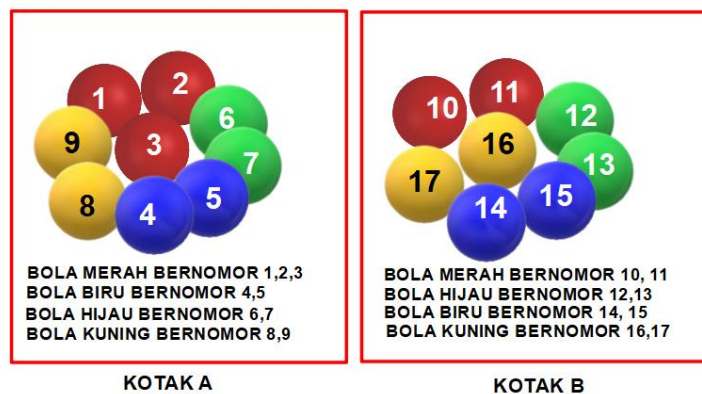 1
2
6
9
3
7
5
8
4
BOLA MERAH BERNOMOR 1,2,3
BOLA BIRU BERNOMOR 4,5
BOLA HIJAU BERNOMOR 6,7
BOLA KUNING BERNOMOR 8,9
KOTAK A
10
11
12
16
13
17
15
14
BOLA MERAH BERNOMOR 10, 11
BOLA HIJAU BERNOMOR 12,13
BOLA BIRU BERNOMOR 14, 15
BOLA KUNING BERNOMOR 16,17
KOTAK B